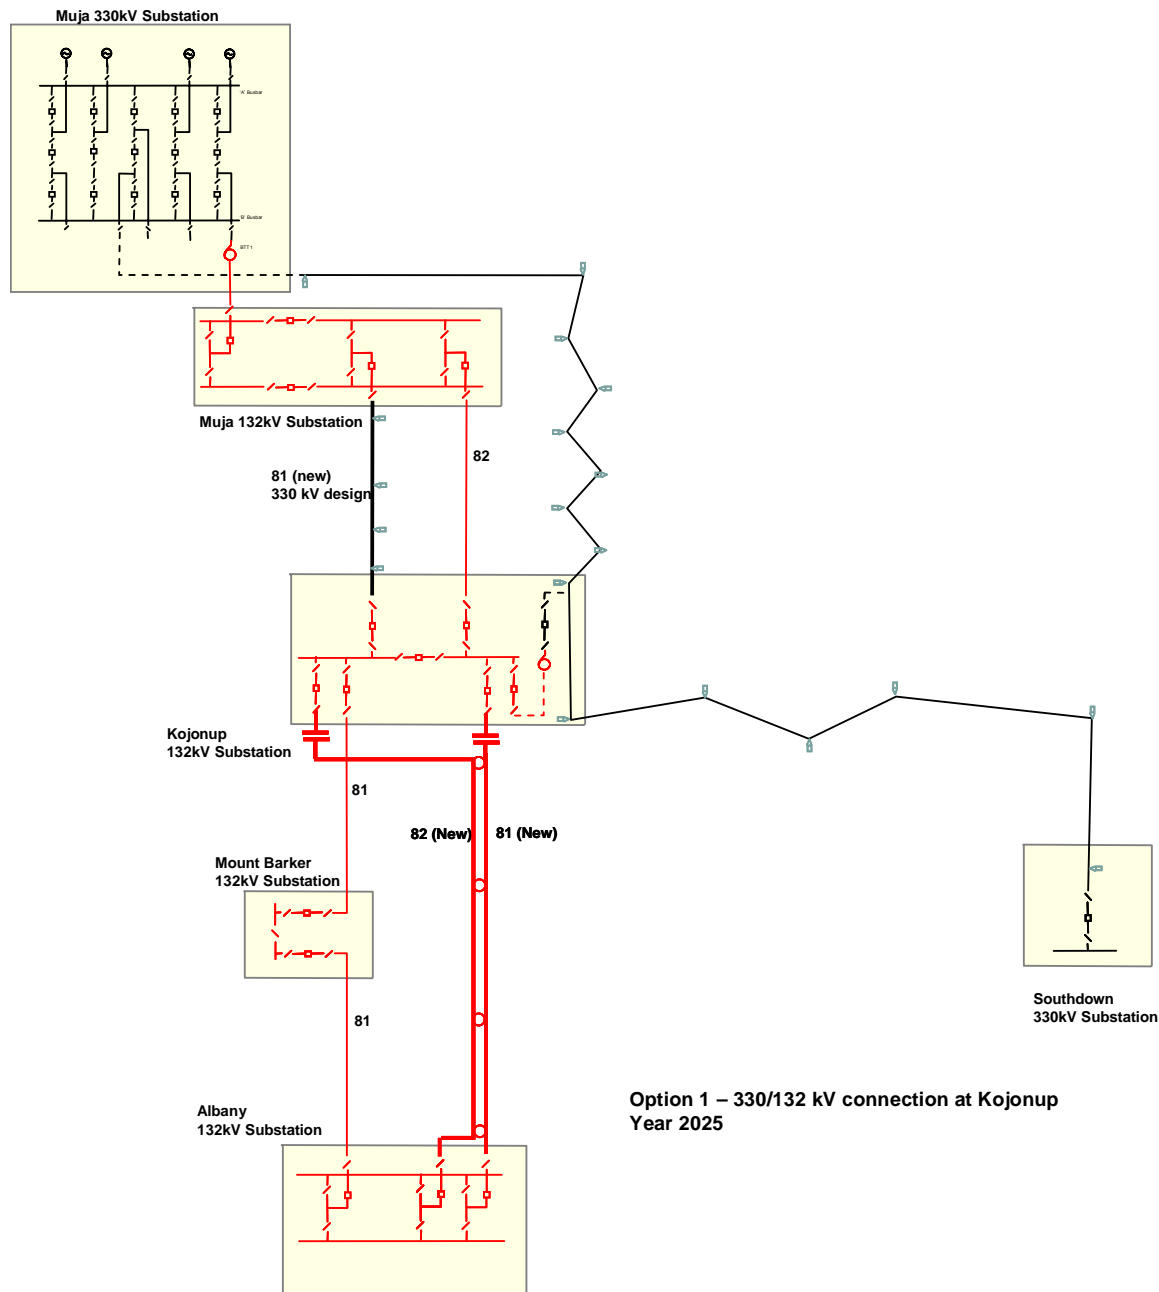 Muja 330kV Substation
'A' Busbar
'B' Busbar
BTT1
Muja 132kV Substation
82
81 (new)
330 kV design
Kojonup
132kV Substation
81
82 (New)
81 (New)
Mount Barker
132kV Substation
81
Southdown
330kV Substation
Option 1 – 330/132 kV connection at Kojonup
Year 2025
Albany
132kV Substation